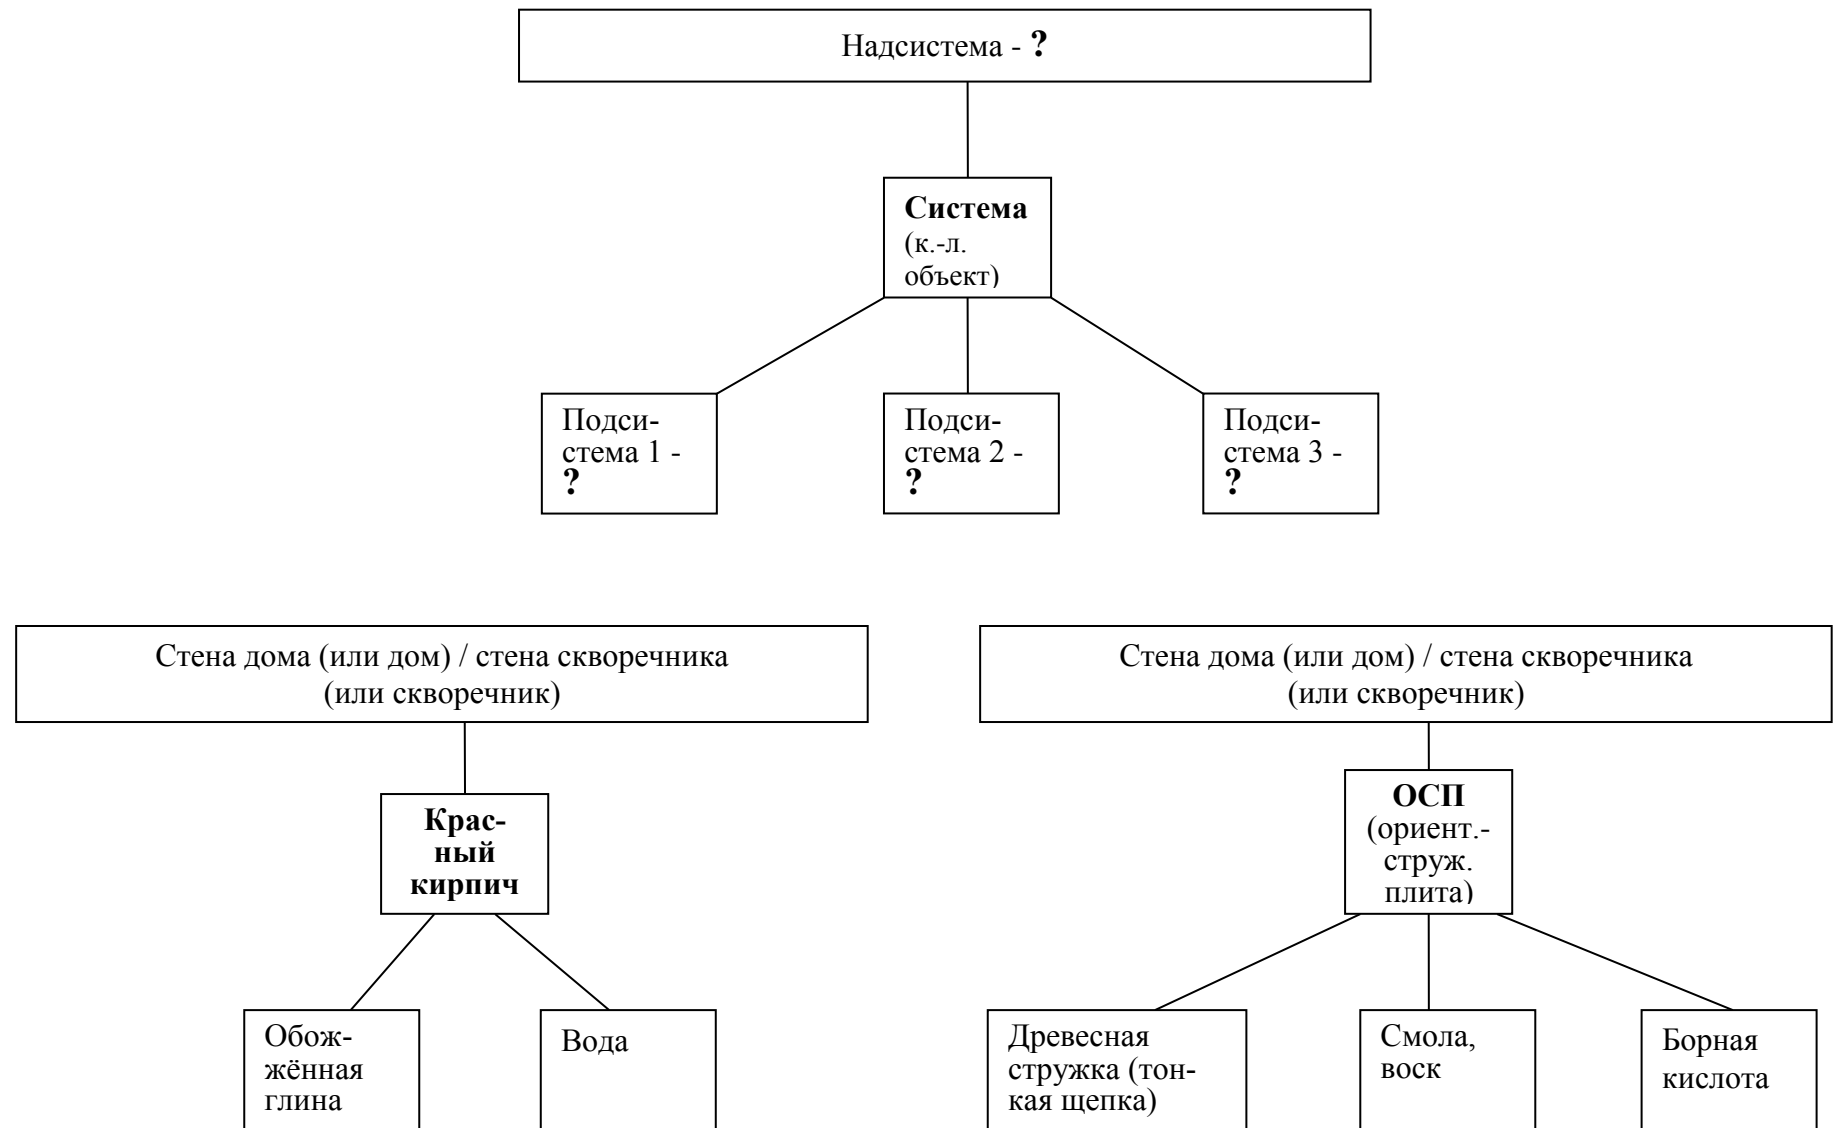 Надсистема - ?
Система
(к.-л.
объект)
Подси-
стема 1 -
?
Подси-
стема 2 -
?
Подси-
стема 3 -
?
Стена дома (или дом) / стена скворечника
(или скворечник)
Крас-
ный
кирпич
Обож-
жённая
глина
Вода
Стена дома (или дом) / стена скворечника
(или скворечник)
ОСП
(ориент.-
струж.
плита)
Древесная
стружка (тон-
кая щепка)
Смола,
воск
Борная
кислота